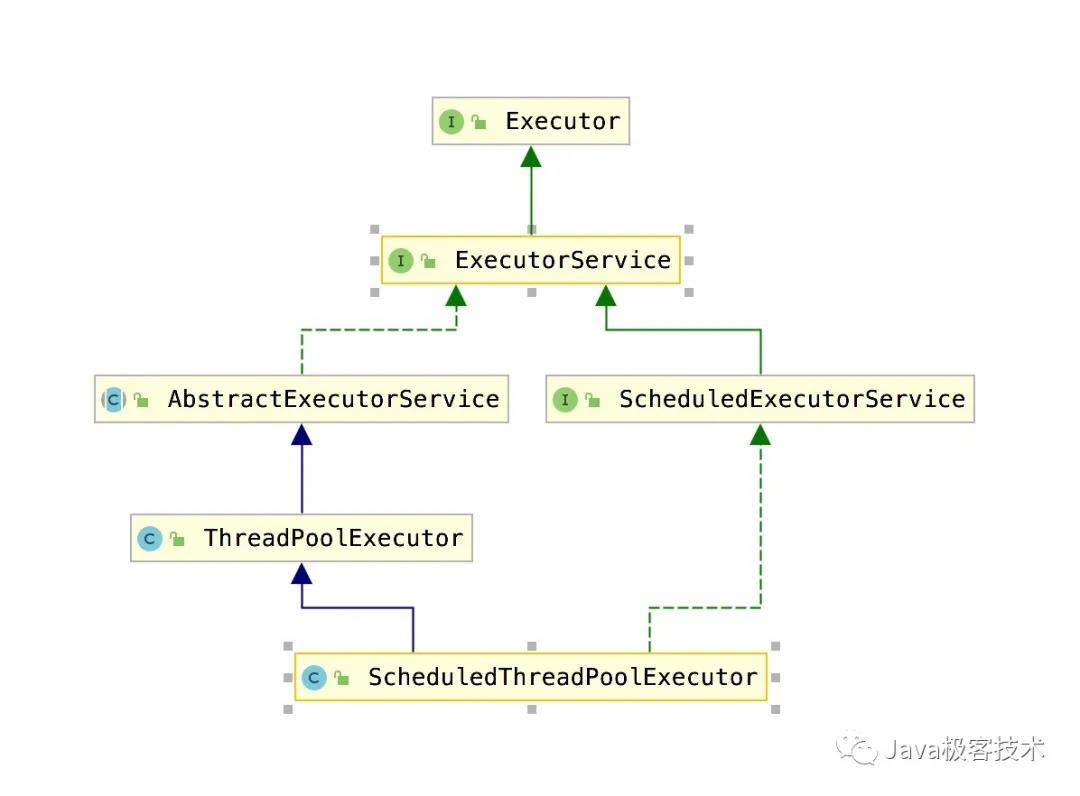 I Executor
I ExecutorService
C AbstractExecutorService
I ScheduledExecutorService
C ThreadPoolExecutor
C ScheduledThreadPoolExecutor
Java极客技术